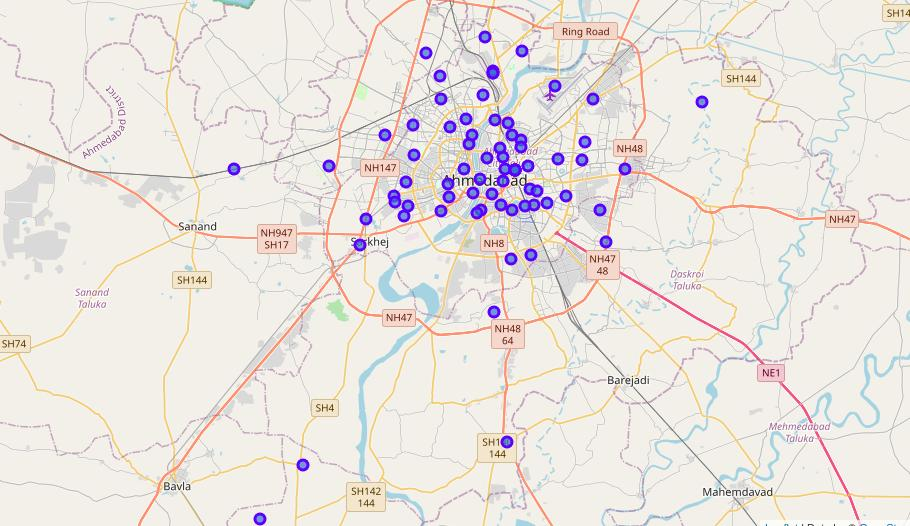 SH14
Ring Road
SH144
Ahmedabad District
NH48
NH147
Ahmedabad
Sanand
NH947
SH17
Sarkhej
NH8
NH47
NH47
48
SH144
Daskroi
Taluka
Sanand
Taluka
NH47
NH48
64
SH74
NE1
Barejadi
SH4
Mehmedabad
Taluka
144
Bavla
SH142
144
Mahemdavad